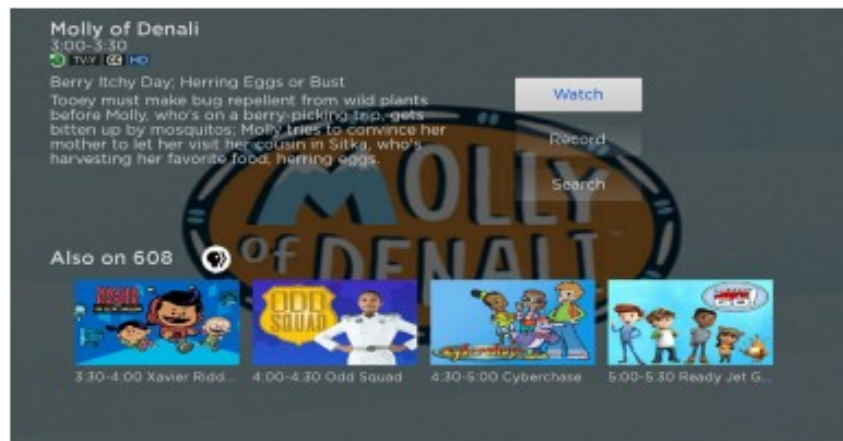 Molly of Denali
3:00-3:30
TV-Y CC HD
Berry Itchy Day; Herring Eggs or Bust
Tooey must make bug repellent from wild plants
before Molly, who's on a berry-picking trip, gets
bitten up by mosquitos; Molly tries to convince her
mother to let her visit her cousin in Sitka, who's
harvesting her favorite food, herring eggs.
Watch
Record
Search
MOLLY
OF DENALI
Also on 608
XAVIER
ODD
SQUAD
cyberchase
GO!
3:30-4:00 Xavier Ridd...
4:00-4:30 Odd Squad
4:30-5:00 Cyberchase
5:00-5:30 Ready Jet G...